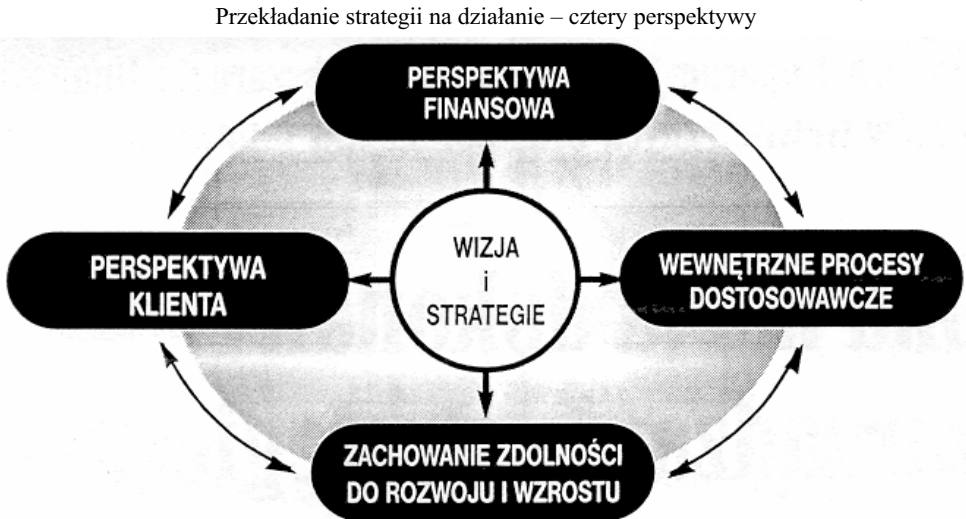 Przekładanie strategii na działanie – cztery perspektywy
PERSPEKTYWA
FINANSOWA
PERSPEKTYWA
KLIENTA
WIZJA
i
STRATEGIE
WEWNĘTRZNE PROCESY
DOSTOSOWAWCZE
ZACHOWANIE ZDOLNOŚCI
DO ROZWOJU I WZROSTU